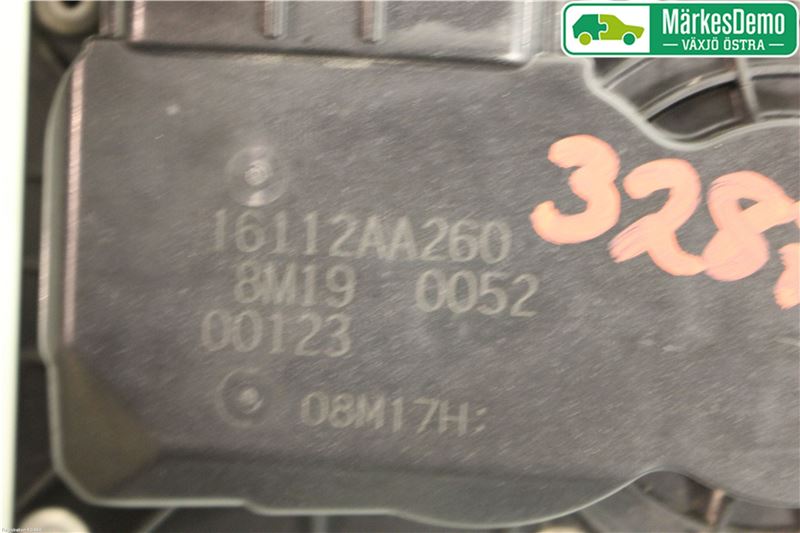 MärkesDemo
VÄXJÖ ÖSTRA
16112AA260
8M19 0052
00123
08M17H: